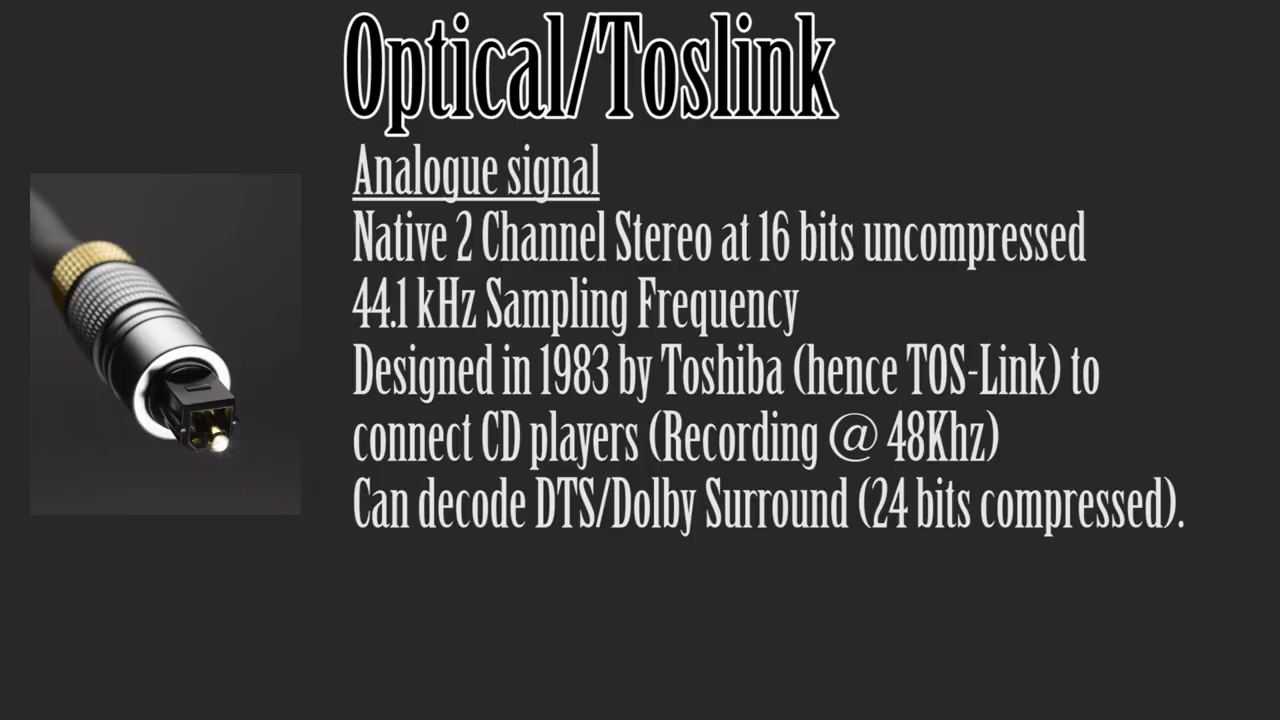 Optical/Toslink
Analogue signal
Native 2 Channel Stereo at 16 bits uncompressed
44.1 kHz Sampling Frequency
Designed in 1983 by Toshiba (hence TOS-Link) to
connect CD players (Recording @ 48Khz)
Can decode DTS/Dolby Surround (24 bits compressed).